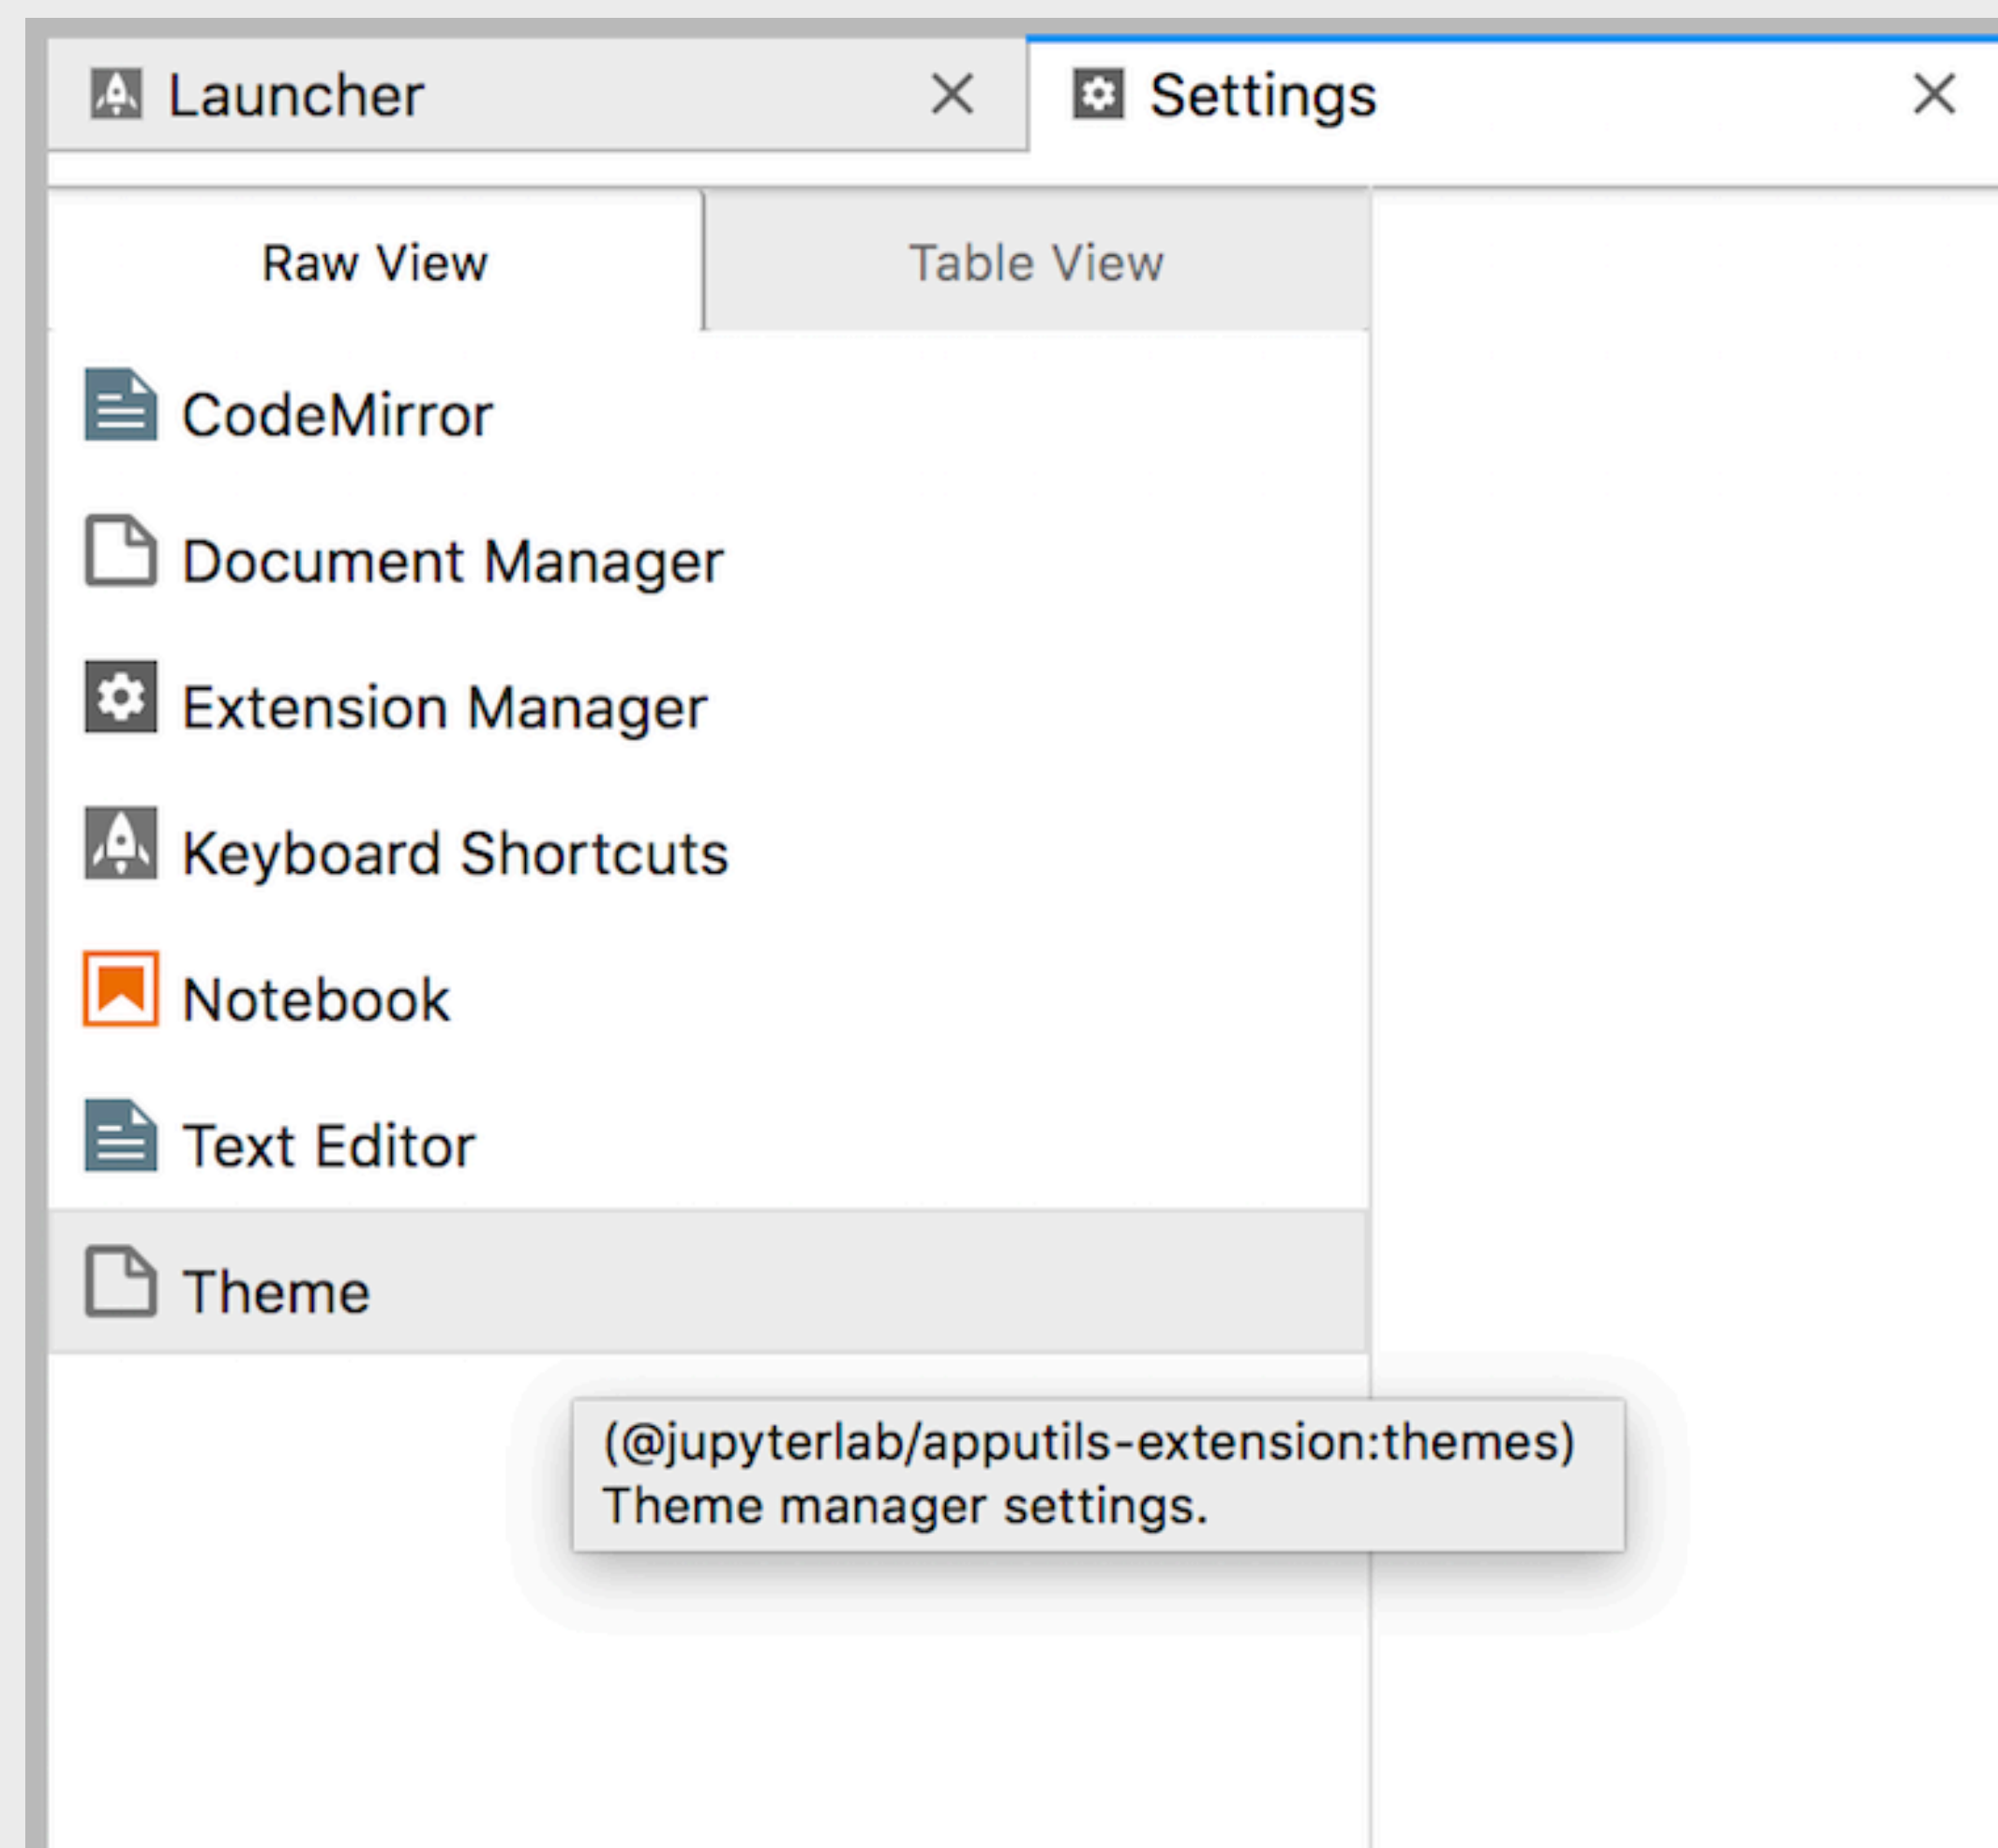 Launcher
Settings
Raw View
Table View
CodeMirror
Document Manager
Extension Manager
Keyboard Shortcuts
Notebook
Text Editor
Theme
(@jupyterlab/apputils-extension:themes)
Theme manager settings.